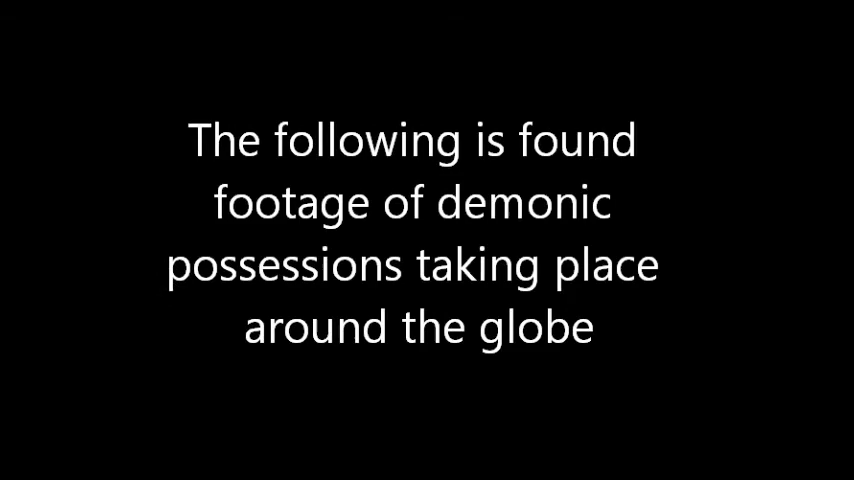 The following is found
footage of demonic
possessions taking place
around the globe